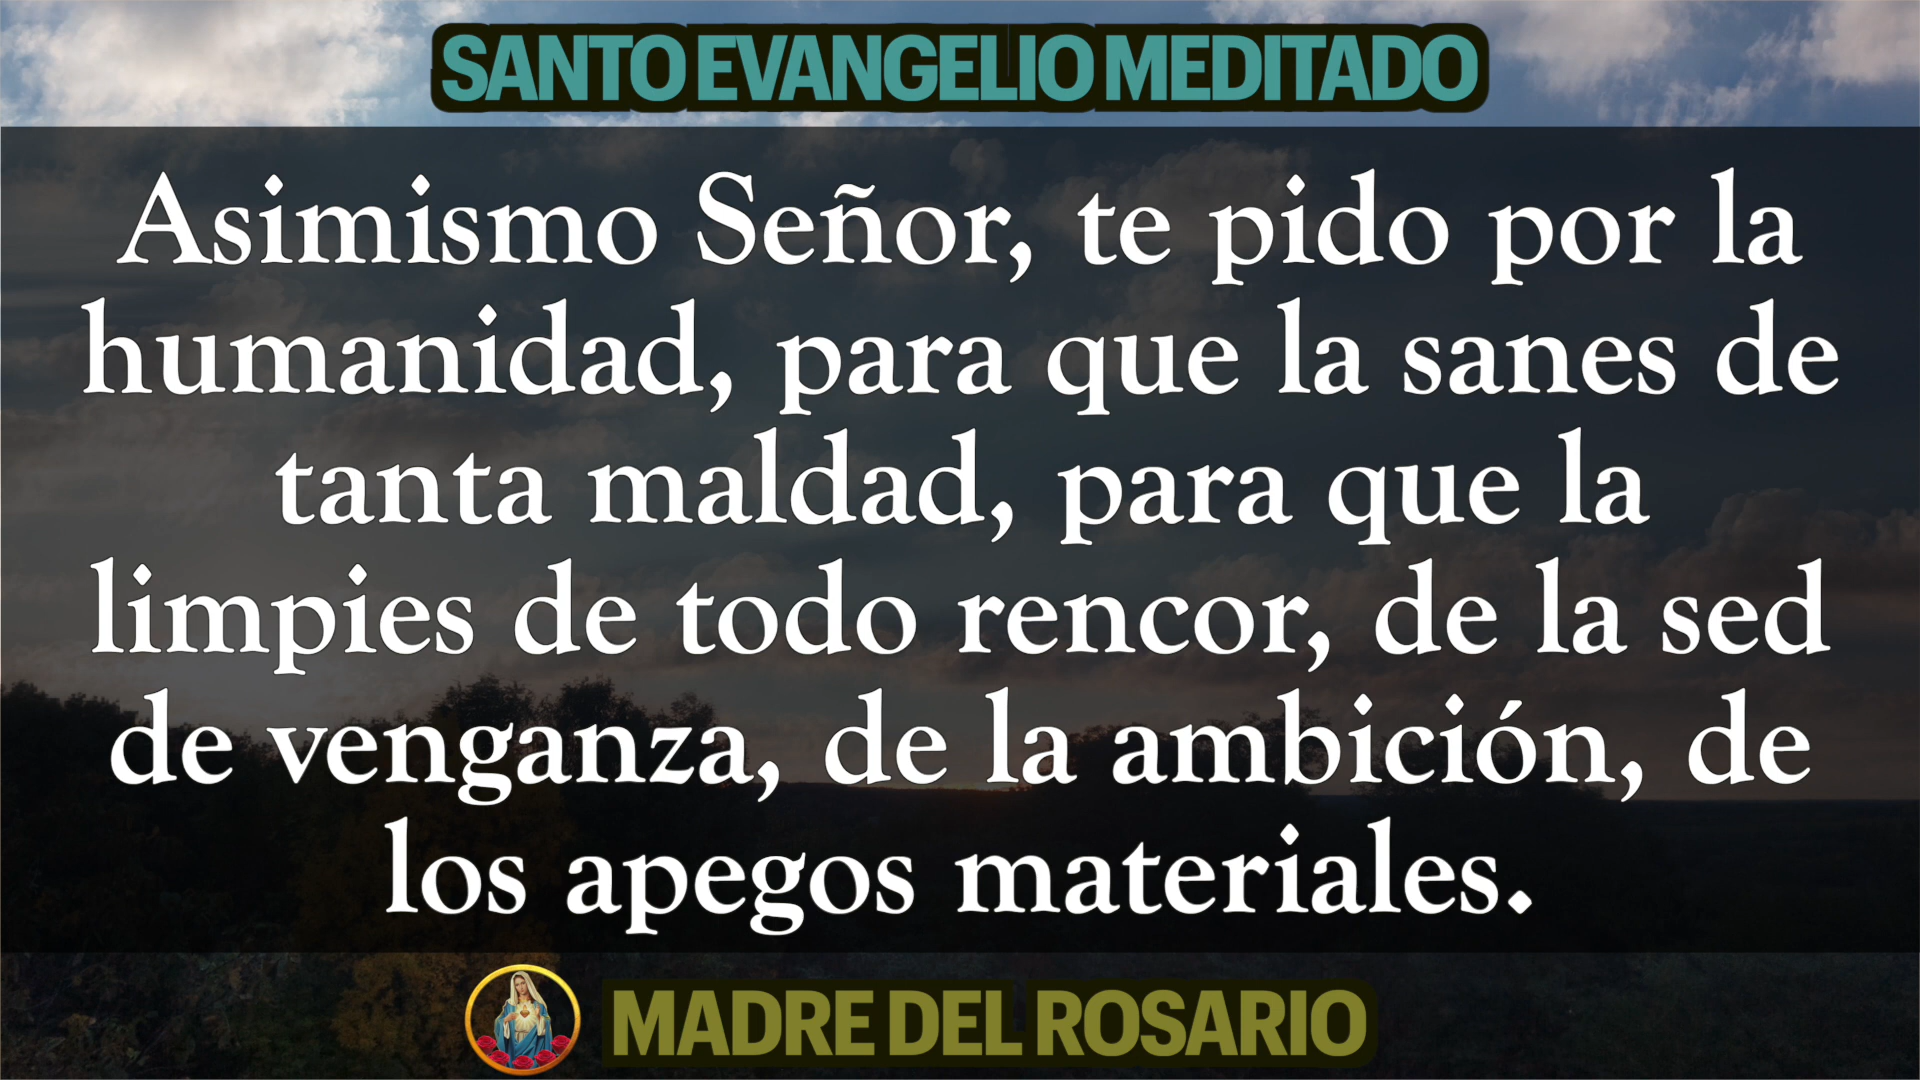 SANTO EVANGELIO MEDITADO
Asimismo Señor, te pido por la
humanidad, para que la sanes de
tanta maldad, para que la
limpies de todo rencor, de la sed
de venganza, de la ambición, de
los apegos materiales.
MADRE DEL ROSARIO